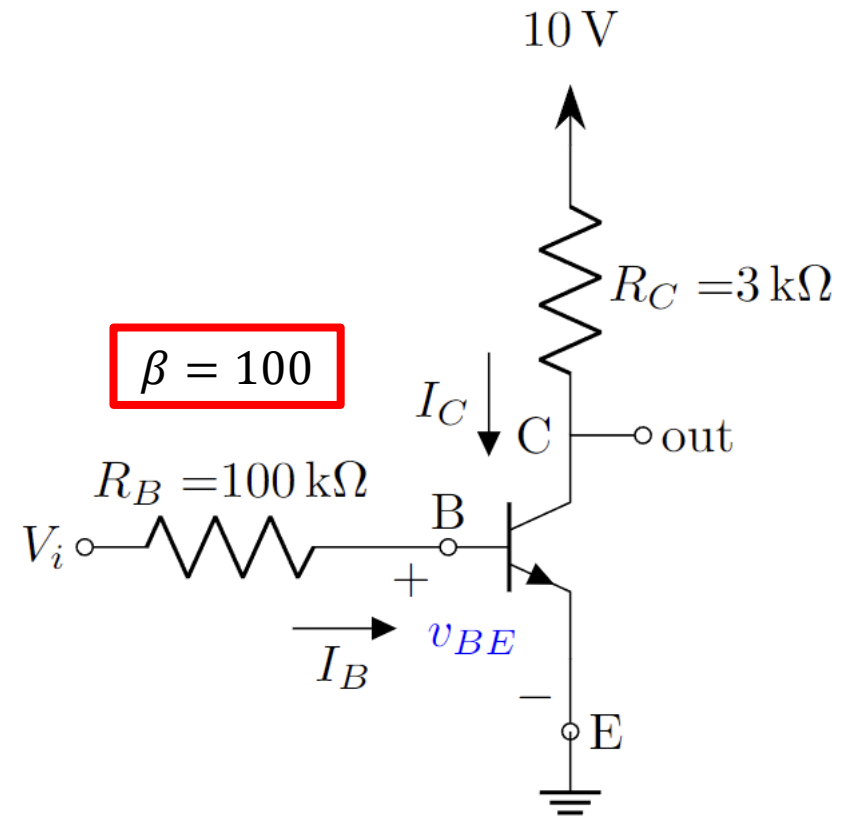 10 V
R_C =3 kΩ
β = 100
I_C
C
out
R_B =100 kΩ
B
V_i
+
v_BE
I_B
−
E